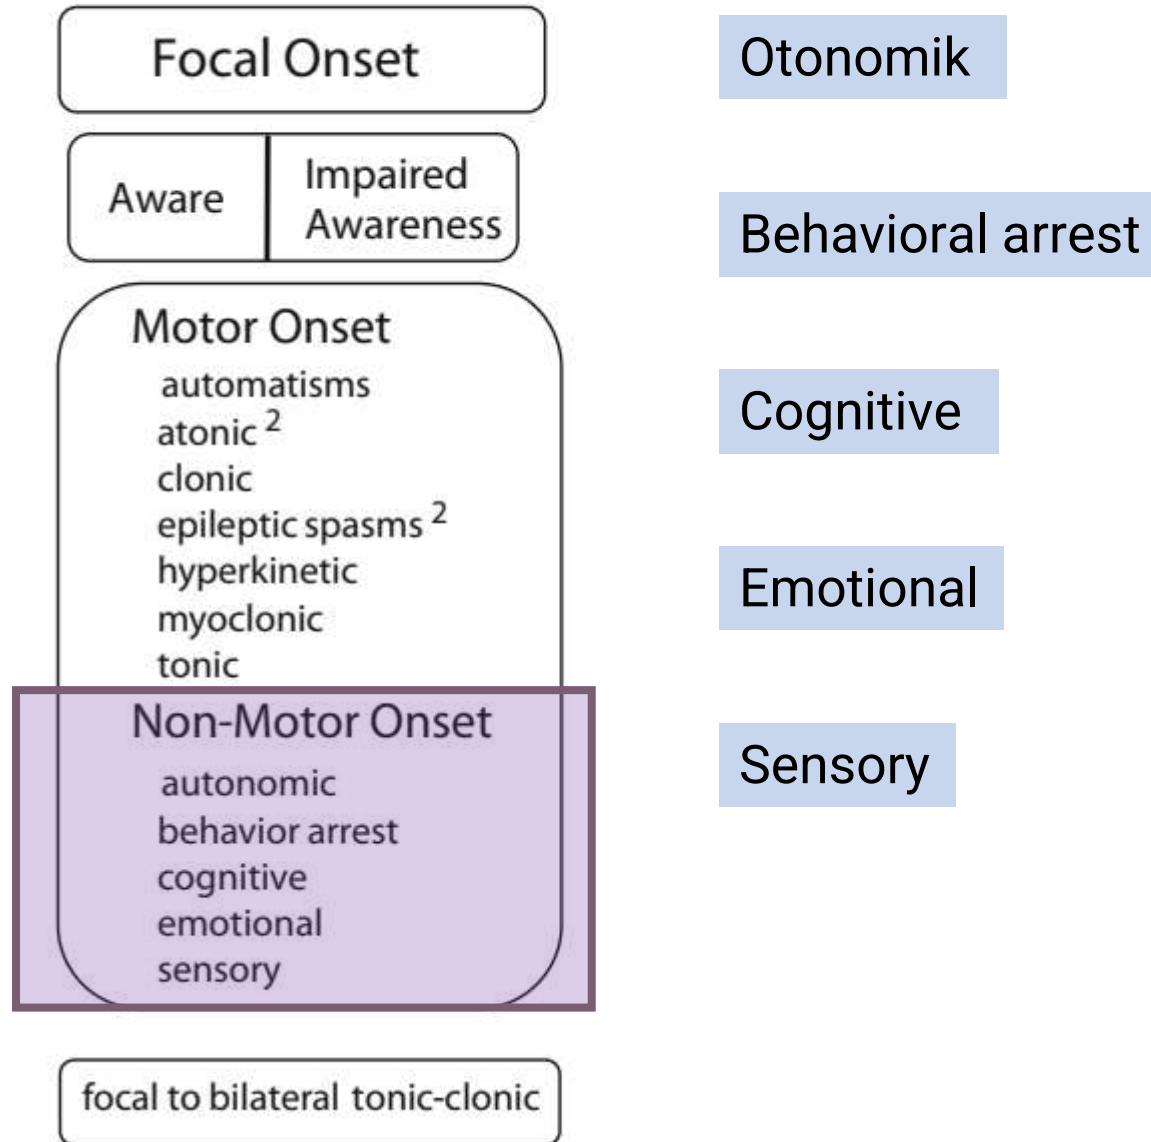 Focal Onset
Aware
Impaired
Awareness
Motor Onset
automatisms
atonic 2
clonic
epileptic spasms 2
hyperkinetic
myoclonic
tonic
Non-Motor Onset
autonomic
behavior arrest
cognitive
emotional
sensory
focal to bilateral tonic-clonic
Otonomik
Behavioral arrest
Cognitive
Emotional
Sensory